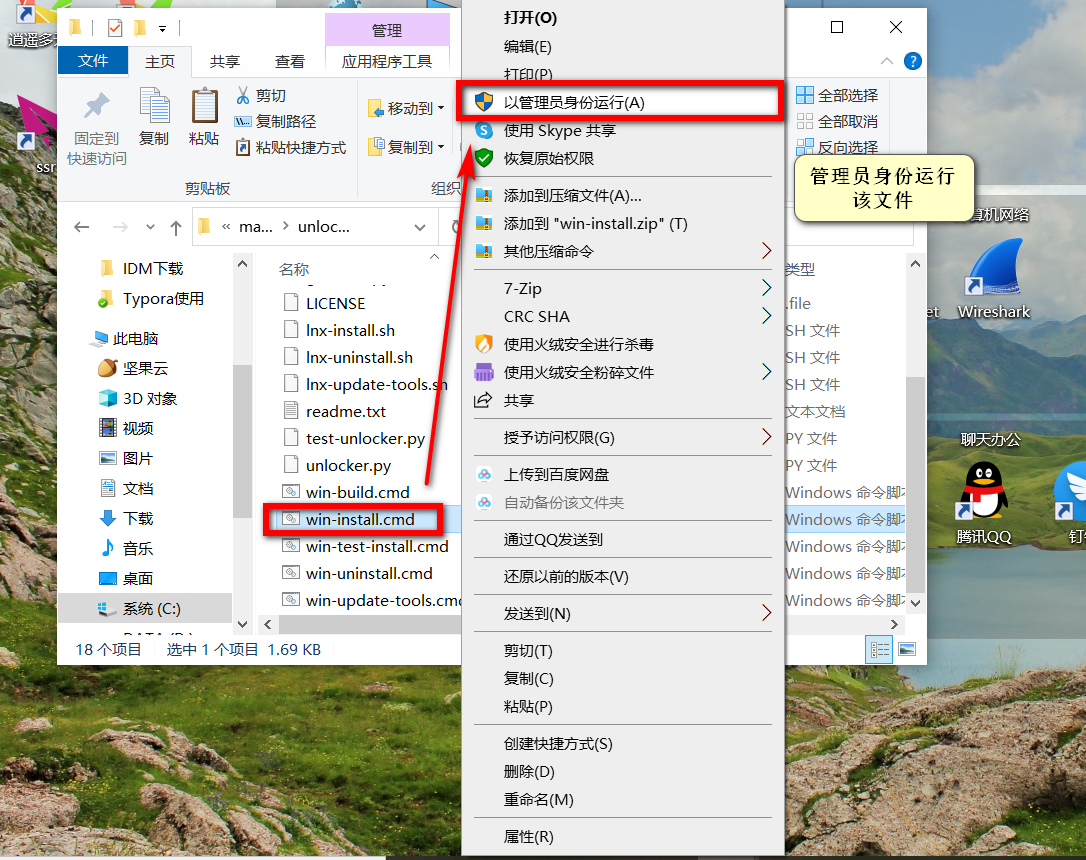 管理
文件
主页
共享
查看
应用程序工具
固定到
快速访问
复制
粘贴
剪切
复制路径
粘贴快捷方式
剪贴板
移动到
复制到
组织
全部选择
全部取消
反向选择
« ma... › unloc...
IDM下载
Typora使用
此电脑
坚果云
3D 对象
视频
图片
文档
下载
音乐
桌面
系统 (C:)
名称
类型
LICENSE
.file
lnx-install.sh
SH 文件
lnx-uninstall.sh
SH 文件
lnx-update-tools.sh
SH 文件
readme.txt
文本文档
test-unlocker.py
PY 文件
unlocker.py
PY 文件
win-build.cmd
Windows 命令脚本
win-install.cmd
Windows 命令脚本
win-test-install.cmd
Windows 命令脚本
win-uninstall.cmd
Windows 命令脚本
win-update-tools.cmd
Windows 命令脚本
18 个项目
选中 1 个项目 1.69 KB
打开(O)
编辑(E)
打印(P)
以管理员身份运行(A)
使用 Skype 共享
恢复原始权限
添加到压缩文件(A)...
添加到 "win-install.zip" (T)
其他压缩命令
7-Zip
CRC SHA
使用火绒安全进行杀毒
使用火绒安全粉碎文件
共享
授予访问权限(G)
上传到百度网盘
自动备份该文件夹
通过QQ发送到
还原以前的版本(V)
发送到(N)
剪切(T)
复制(C)
粘贴(P)
创建快捷方式(S)
删除(D)
重命名(M)
属性(R)
管理员身份运行
该文件
算机网络
et
Wireshark
聊天办公
腾讯QQ
钉
逍遥多
ssr